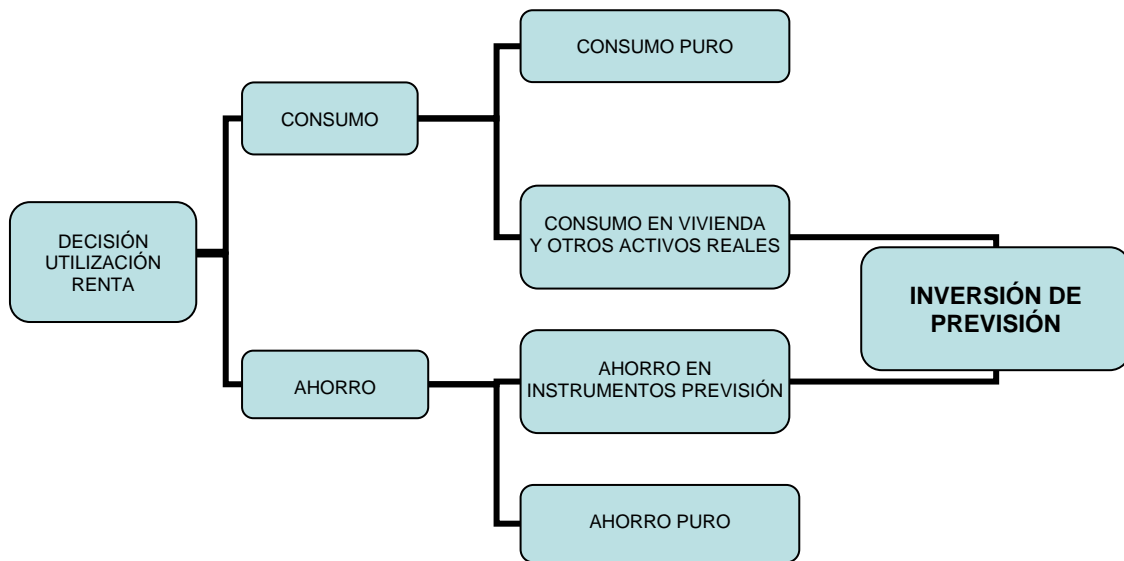 CONSUMO PURO
CONSUMO
CONSUMO EN VIVIENDA
Y OTROS ACTIVOS REALES
DECISIÓN
UTILIZACIÓN
RENTA
INVERSIÓN DE
PREVISIÓN
AHORRO EN
INSTRUMENTOS PREVISIÓN
AHORRO
AHORRO PURO